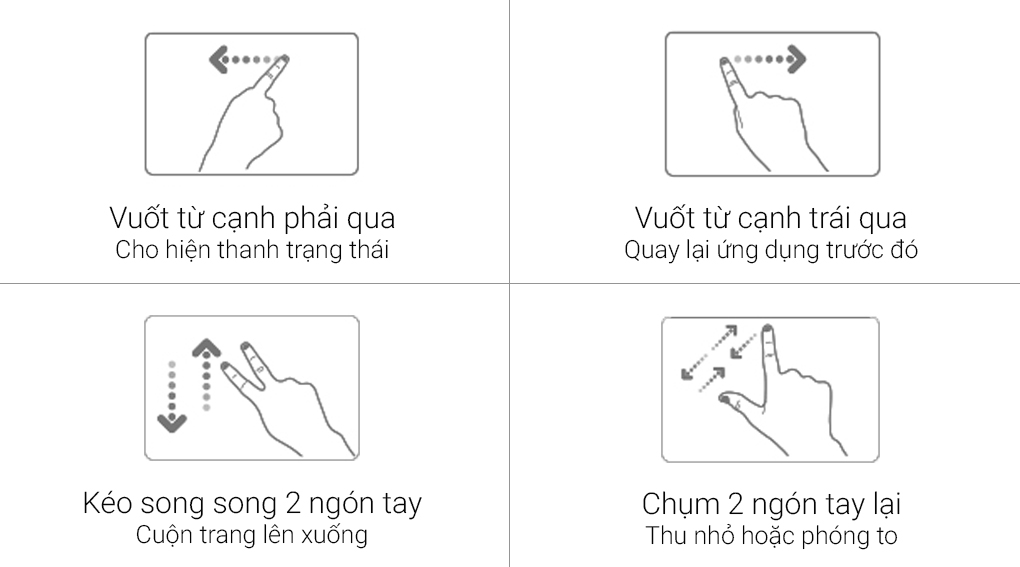 Vuốt từ cạnh phải qua
Cho hiện thanh trạng thái
Vuốt từ cạnh trái qua
Quay lại ứng dụng trước đó
Kéo song song 2 ngón tay
Cuộn trang lên xuống
Chụm 2 ngón tay lại
Thu nhỏ hoặc phóng to